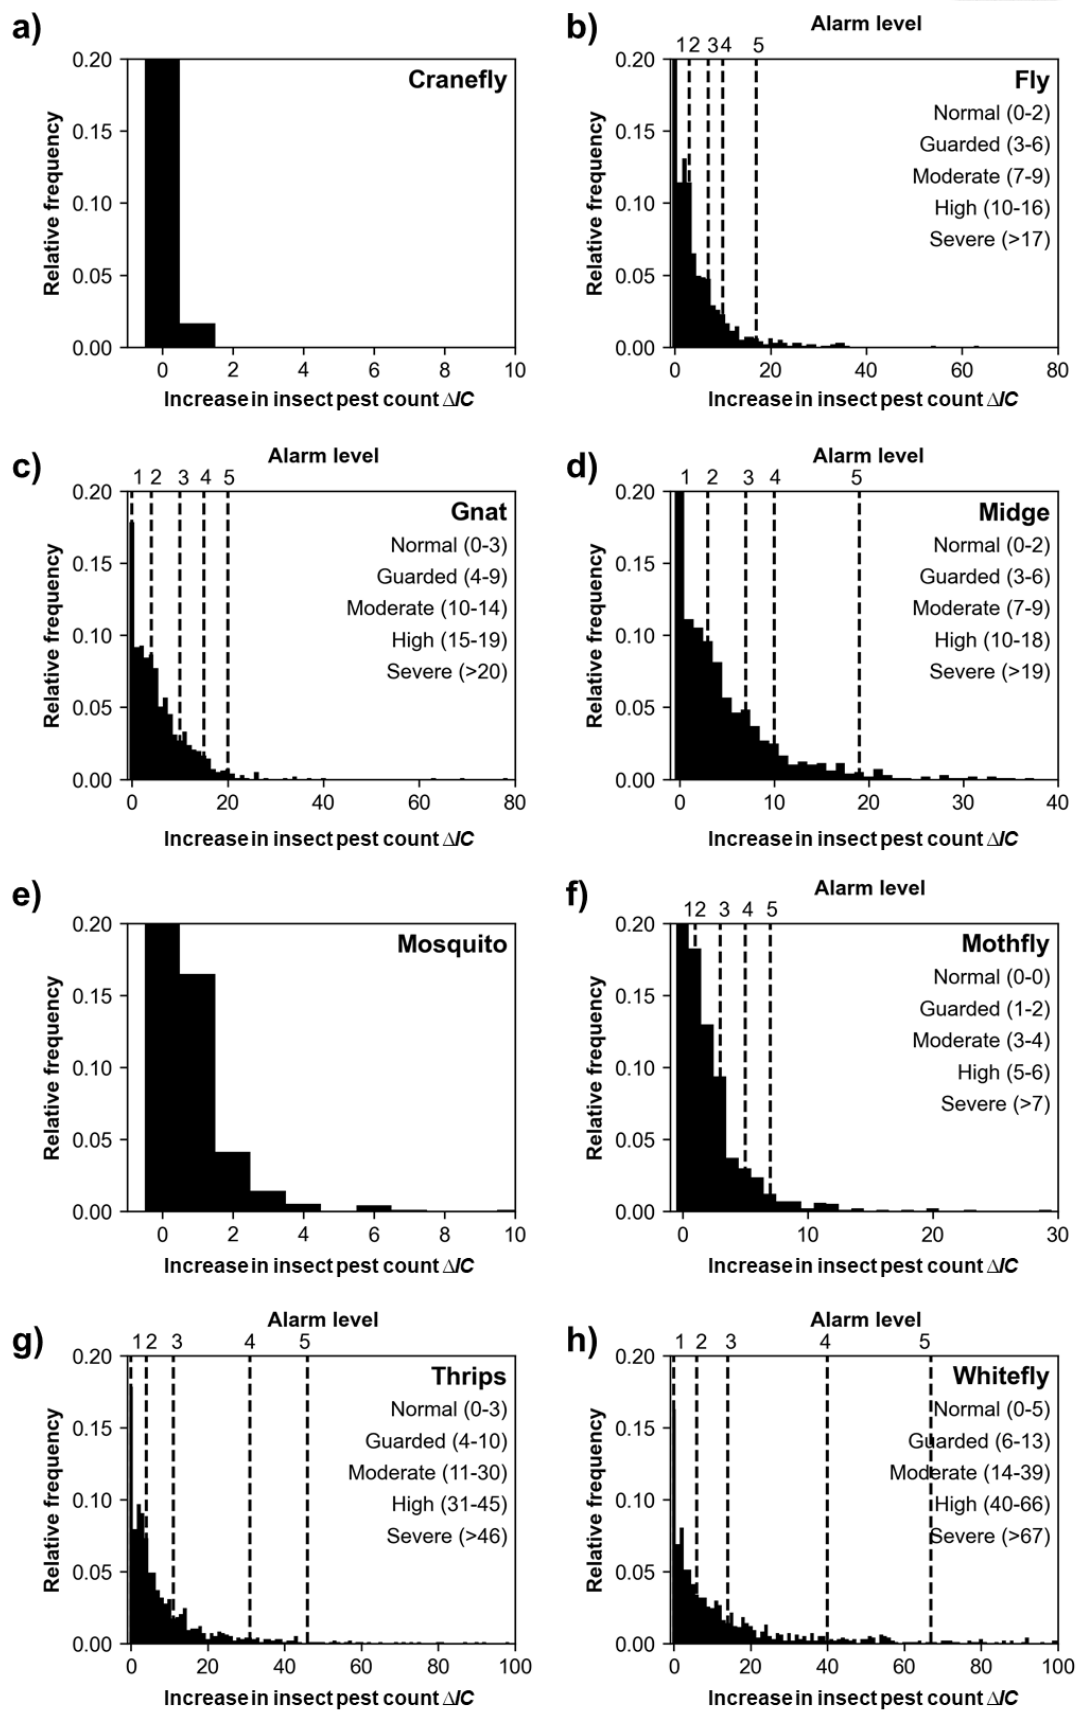 a)
0.20
0.15
0.10
0.05
0.00
Relative frequency
Cranefly
0 2 4 6 8 10
Increase in insect pest count ΔIC
b)
Alarm level
1 2 3 4 5
0.20
0.15
0.10
0.05
0.00
Relative frequency
Fly
Normal (0-2)
Guarded (3-6)
Moderate (7-9)
High (10-16)
Severe (>17)
0 20 40 60 80
Increase in insect pest count ΔIC
c)
Alarm level
1 2 3 4 5
0.20
0.15
0.10
0.05
0.00
Relative frequency
Gnat
Normal (0-3)
Guarded (4-9)
Moderate (10-14)
High (15-19)
Severe (>20)
0 20 40 60 80
Increase in insect pest count ΔIC
d)
Alarm level
1 2 3 4 5
0.20
0.15
0.10
0.05
0.00
Relative frequency
Midge
Normal (0-2)
Guarded (3-6)
Moderate (7-9)
High (10-18)
Severe (>19)
0 10 20 30 40
Increase in insect pest count ΔIC
e)
0.20
0.15
0.10
0.05
0.00
Relative frequency
Mosquito
0 2 4 6 8 10
Increase in insect pest count ΔIC
f)
Alarm level
1 2 3 4 5
0.20
0.15
0.10
0.05
0.00
Relative frequency
Mothfly
Normal (0-0)
Guarded (1-2)
Moderate (3-4)
High (5-6)
Severe (>7)
0 10 20 30
Increase in insect pest count ΔIC
g)
Alarm level
1 2 3 4 5
0.20
0.15
0.10
0.05
0.00
Relative frequency
Thrips
Normal (0-3)
Guarded (4-10)
Moderate (11-30)
High (31-45)
Severe (>46)
0 20 40 60 80 100
Increase in insect pest count ΔIC
h)
Alarm level
1 2 3 4 5
0.20
0.15
0.10
0.05
0.00
Relative frequency
Whitefly
Normal (0-5)
Guarded (6-13)
Moderate (14-39)
High (40-66)
Severe (>67)
0 20 40 60 80 100
Increase in insect pest count ΔIC